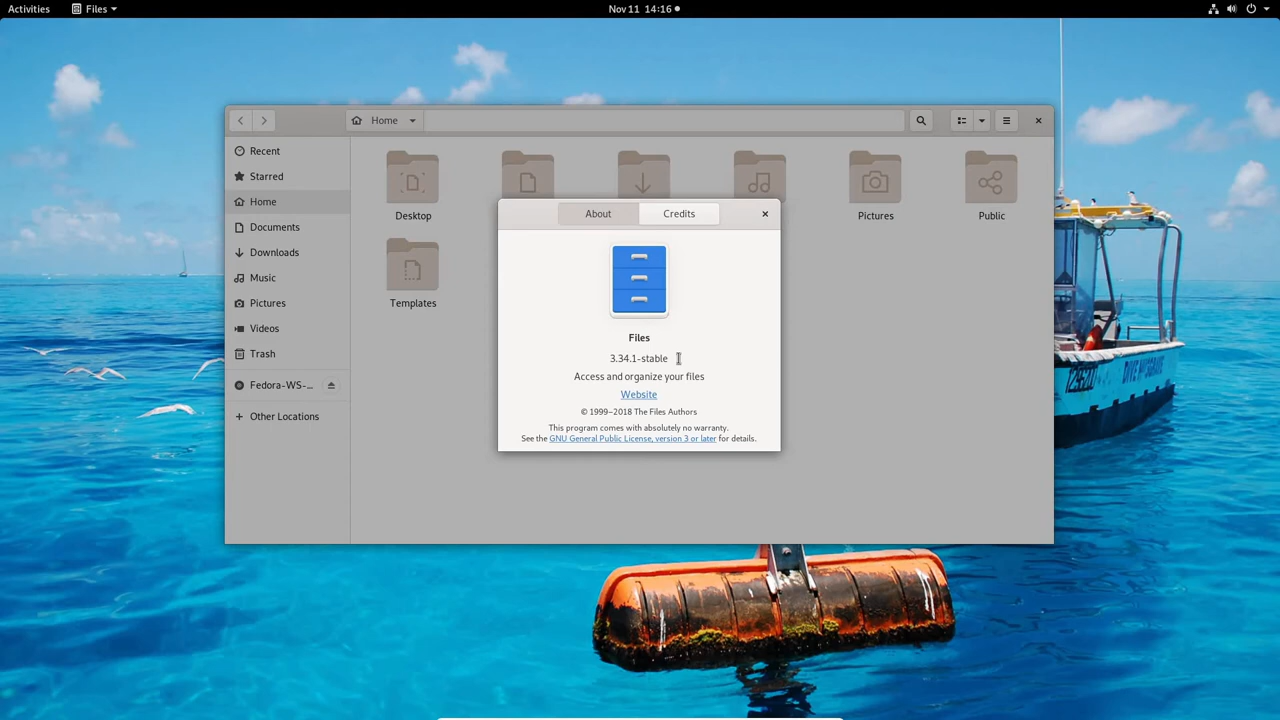 Activities
Files
Nov 11 14:16
Home
Recent
Starred
Home
Documents
Downloads
Music
Pictures
Videos
Trash
Fedora-WS-...
Other Locations
Desktop
Pictures
Public
Templates
About
Credits
Files
3.34.1-stable
Access and organize your files
Website
© 1999–2018 The Files Authors
This program comes with absolutely no warranty.
See the GNU General Public License, version 3 or later for details.